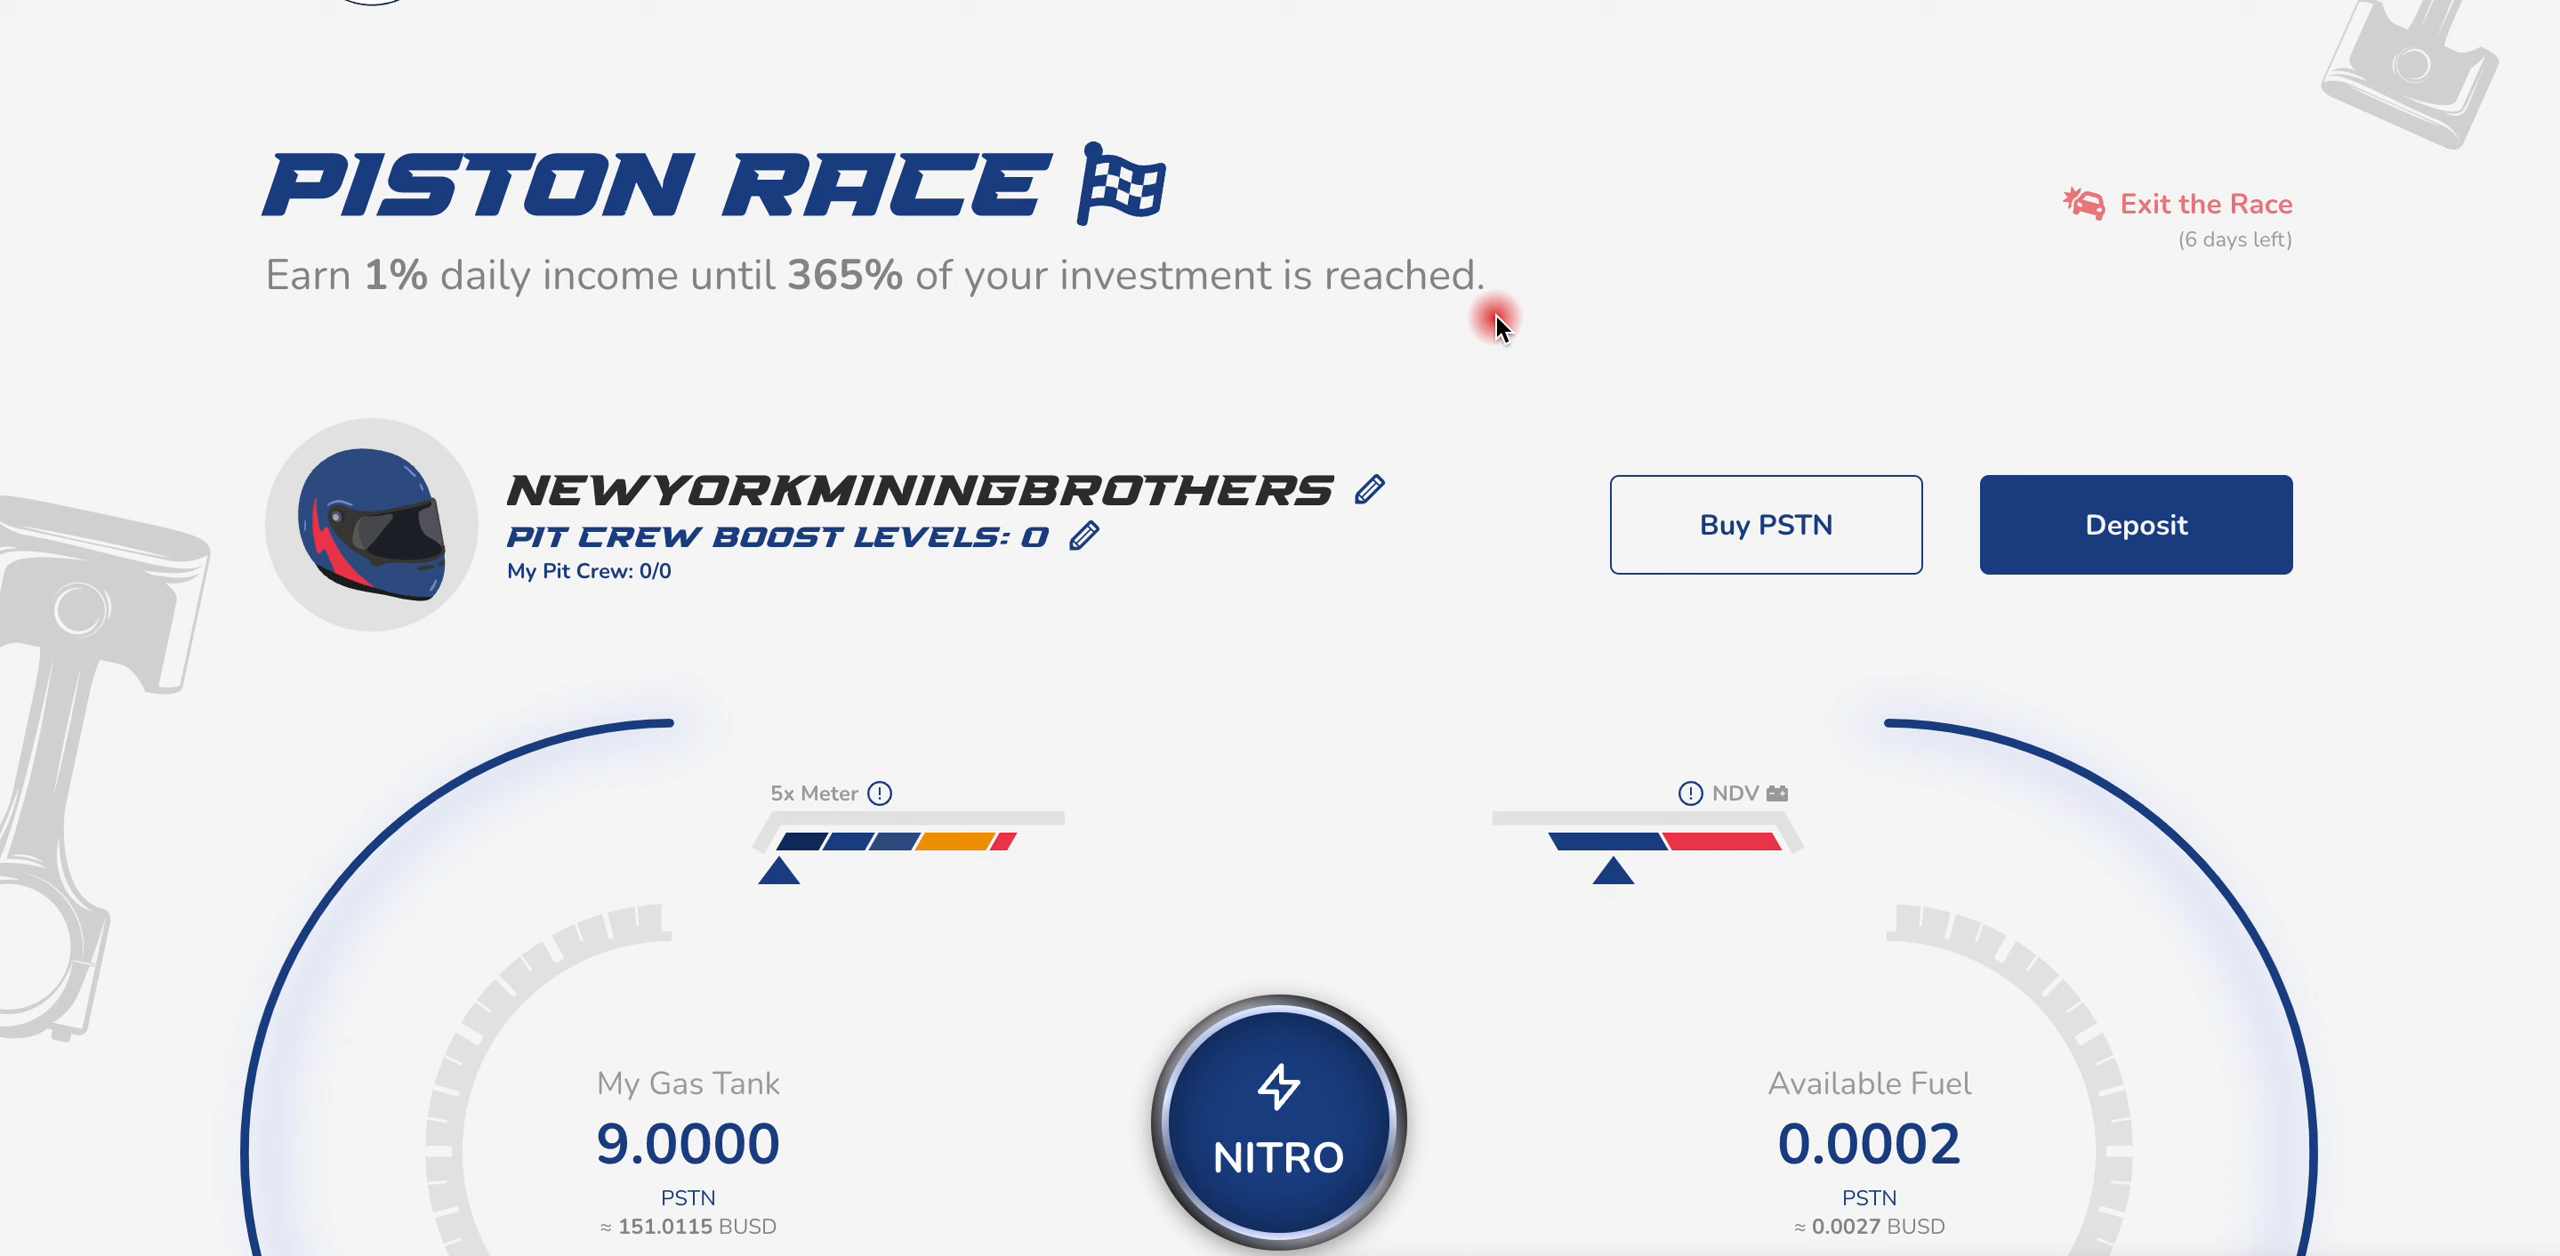 PISTON RACE
Earn 1% daily income until 365% of your investment is reached.
Exit the Race
(6 days left)
NEWYORKMININGBROTHERS
PIT CREW BOOST LEVELS: 0
My Pit Crew: 0/0
Buy PSTN
Deposit
5x Meter
NDV
My Gas Tank
9.0000
PSTN
≈ 151.0115 BUSD
NITRO
Available Fuel
0.0002
PSTN
≈ 0.0027 BUSD